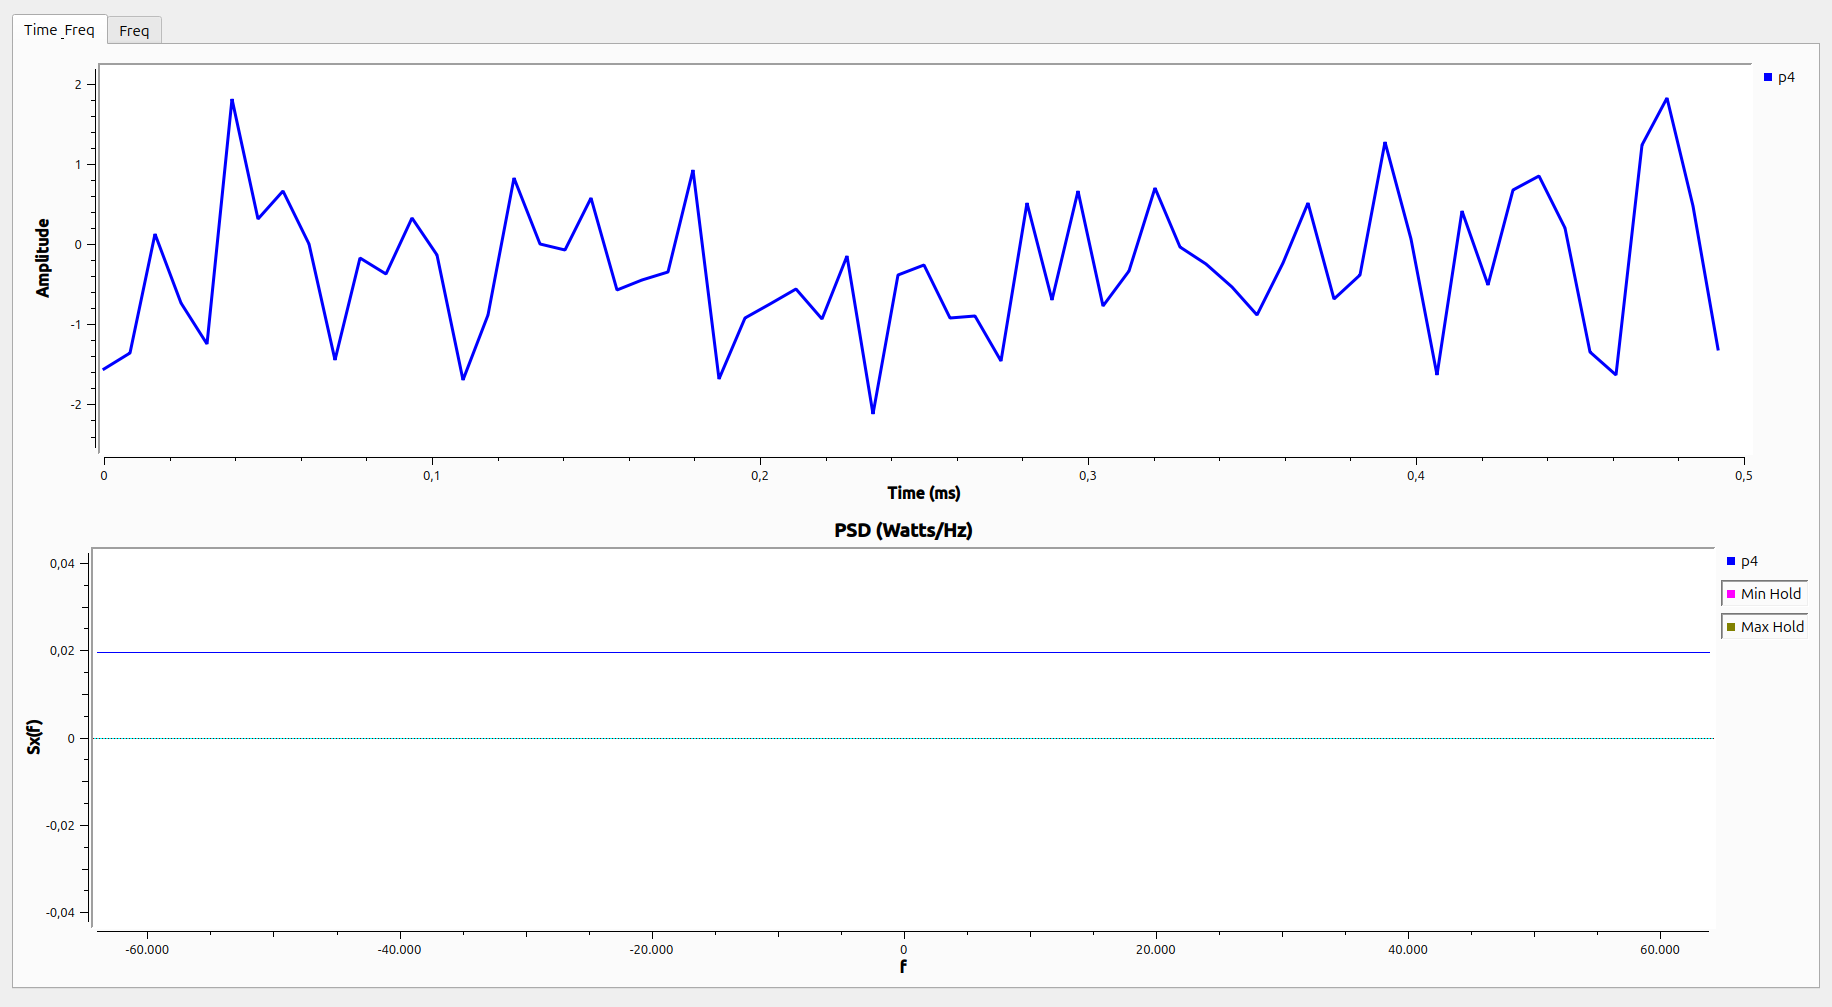 Time_Freq
Freq
2
1
0
-1
-2
Amplitude
p4
0
0,1
0,2
0,3
0,4
0,5
Time (ms)
PSD (Watts/Hz)
0,04
0,02
0
-0,02
-0,04
Sx(f)
p4
Min Hold
Max Hold
-60.000
-40.000
-20.000
0
20.000
40.000
60.000
f